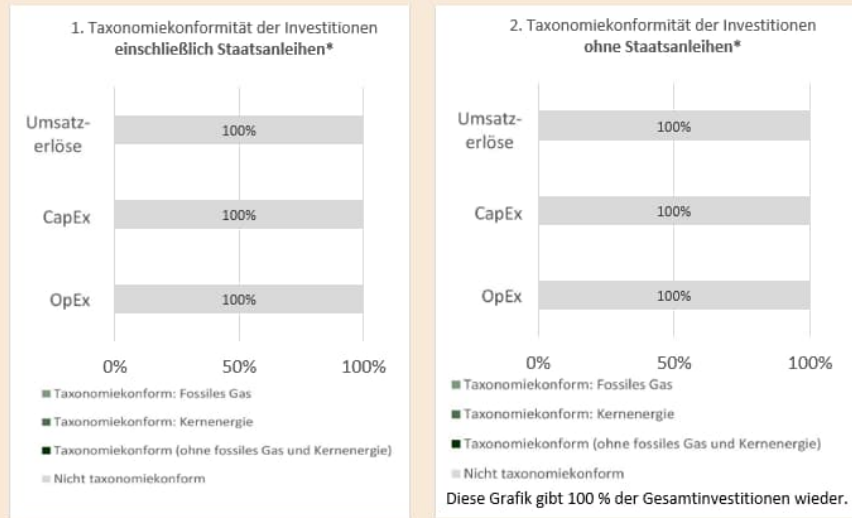 1. Taxonomiekonformität der Investitionen
einschließlich Staatsanleihen*
Umsatz-
erlöse
100%
CapEx
100%
OpEx
100%
0%
50%
100%
Taxonomiekonform: Fossiles Gas
Taxonomiekonform: Kernenergie
Taxonomiekonform (ohne fossiles Gas und Kernenergie)
Nicht taxonomiekonform
2. Taxonomiekonformität der Investitionen
ohne Staatsanleihen*
Umsatz-
erlöse
100%
CapEx
100%
OpEx
100%
0%
50%
100%
Taxonomiekonform: Fossiles Gas
Taxonomiekonform: Kernenergie
Taxonomiekonform (ohne fossiles Gas und Kernenergie)
Nicht taxonomiekonform
Diese Grafik gibt 100 % der Gesamtinvestitionen wieder.